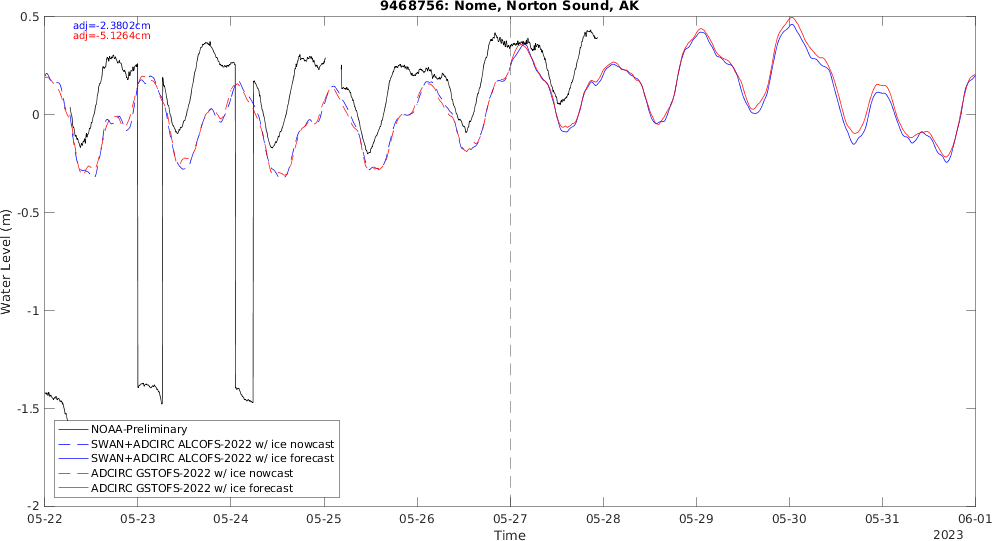 9468756: Nome, Norton Sound, AK
adj=-2.3802cm
adj=-5.1264cm
0.5
0
-0.5
-1
-1.5
-2
Water Level (m)
NOAA-Preliminary
SWAN+ADCIRC ALCOFS-2022 w/ ice nowcast
SWAN+ADCIRC ALCOFS-2022 w/ ice forecast
ADCIRC GSTOFS-2022 w/ ice nowcast
ADCIRC GSTOFS-2022 w/ ice forecast
05-22 05-23 05-24 05-25 05-26 05-27 05-28 05-29 05-30 05-31 06-01
Time
2023